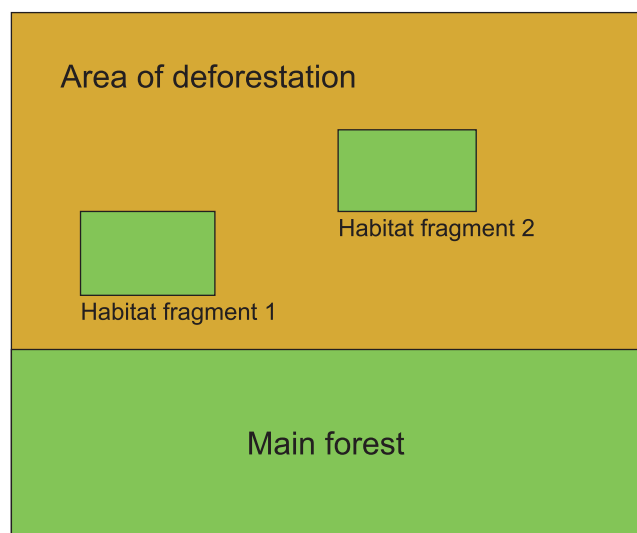 Area of deforestation
Habitat fragment 2
Habitat fragment 1
Main forest